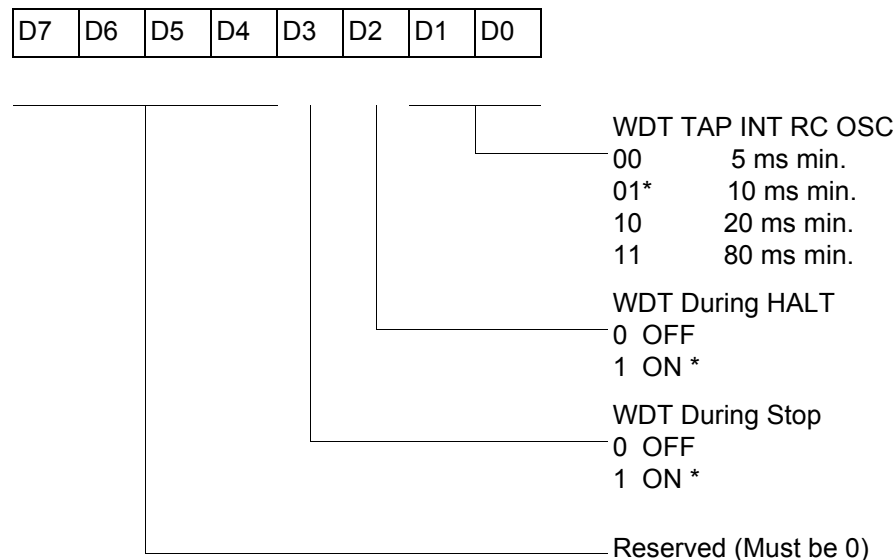 D7 D6 D5 D4 D3 D2 D1 D0
WDT TAP INT RC OSC
00 5 ms min.
01* 10 ms min.
10 20 ms min.
11 80 ms min.
WDT During HALT
0 OFF
1 ON *
WDT During Stop
0 OFF
1 ON *
Reserved (Must be 0)